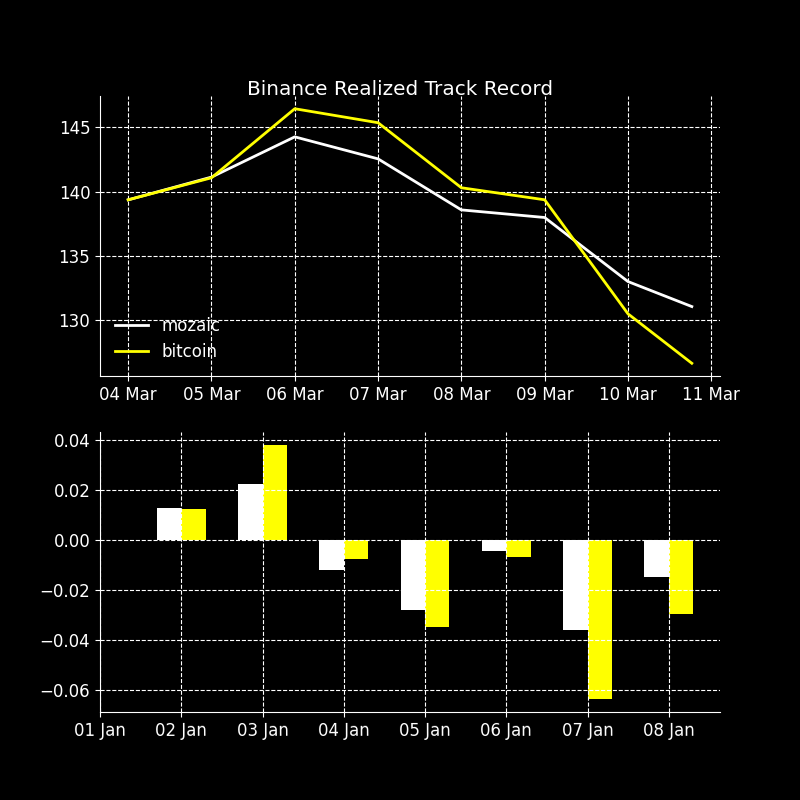 Binance Realized Track Record
145
140
135
130
mozaic
bitcoin
04 Mar 05 Mar 06 Mar 07 Mar 08 Mar 09 Mar 10 Mar 11 Mar
0.04
0.02
0.00
−0.02
−0.04
−0.06
01 Jan 02 Jan 03 Jan 04 Jan 05 Jan 06 Jan 07 Jan 08 Jan